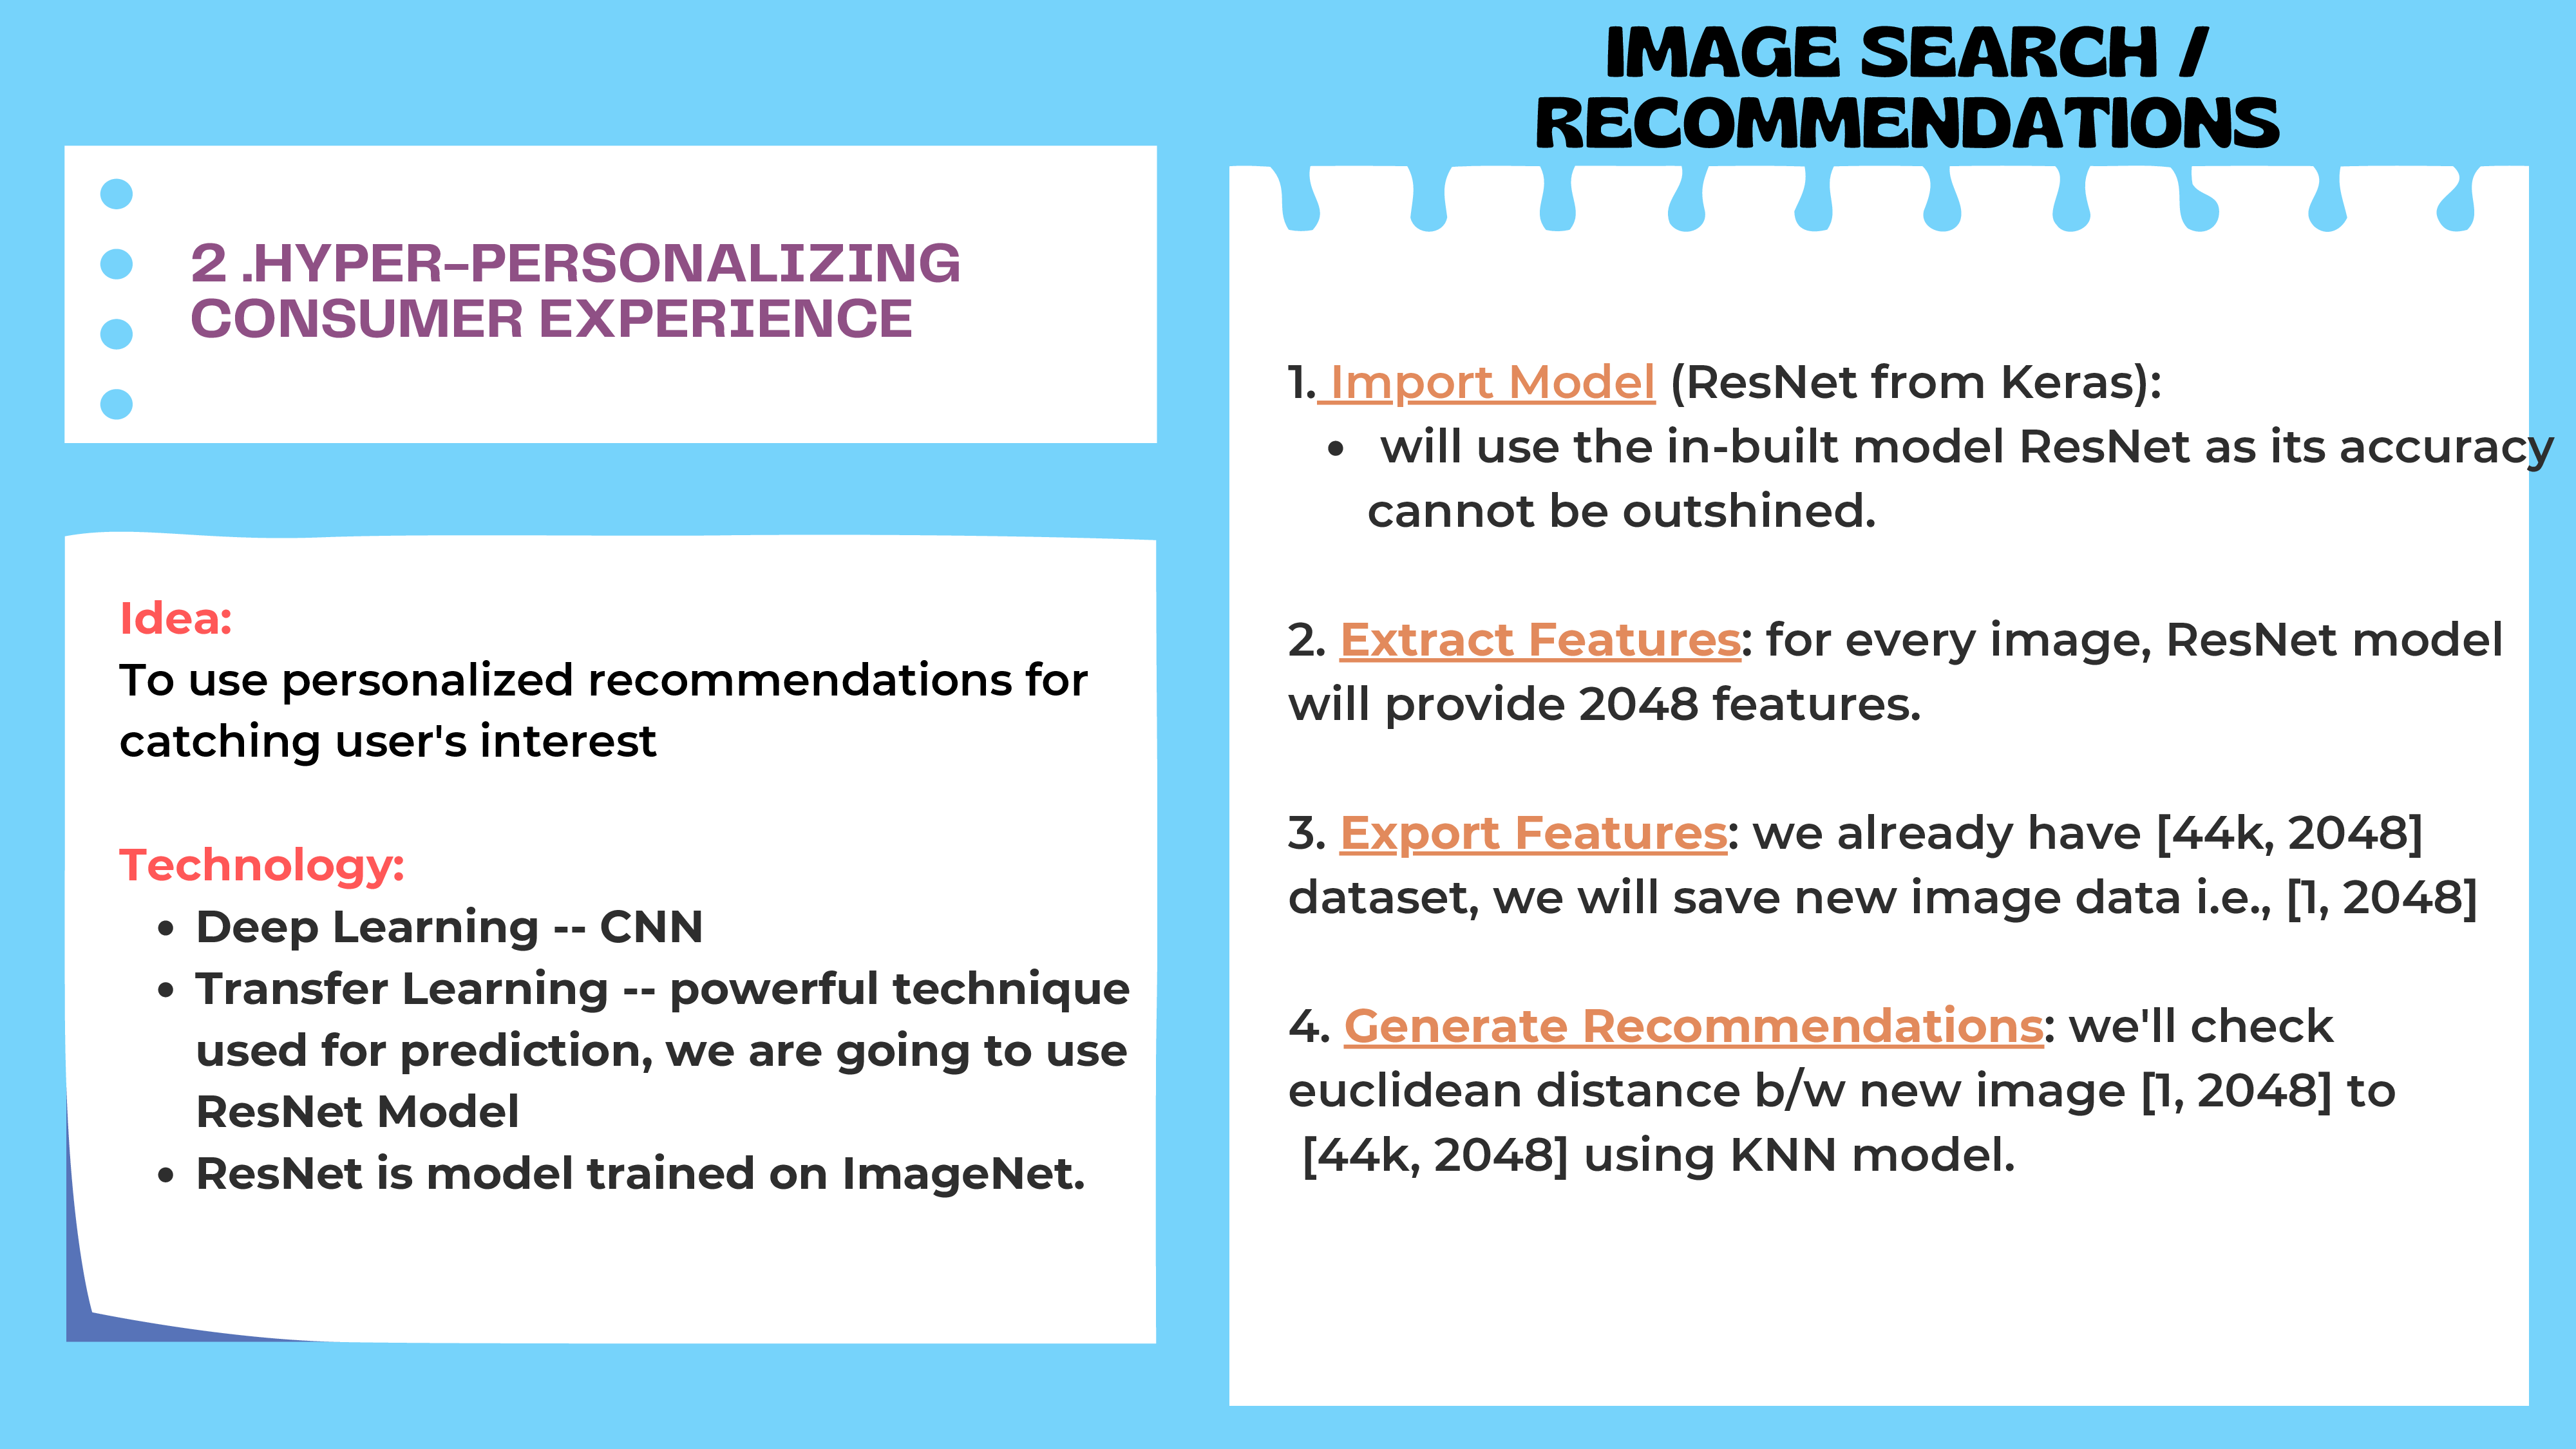 2 .HYPER-PERSONALIZING
CONSUMER EXPERIENCE
Idea:
To use personalized recommendations for
catching user's interest
Technology:
• Deep Learning -- CNN
• Transfer Learning -- powerful technique
used for prediction, we are going to use
ResNet Model
• ResNet is model trained on ImageNet.
IMAGE SEARCH /
RECOMMENDATIONS
1. Import Model (ResNet from Keras):
• will use the in-built model ResNet as its accuracy
cannot be outshined.
2. Extract Features: for every image, ResNet model
will provide 2048 features.
3. Export Features: we already have [44k, 2048]
dataset, we will save new image data i.e., [1, 2048]
4. Generate Recommendations: we'll check
euclidean distance b/w new image [1, 2048] to
[44k, 2048] using KNN model.